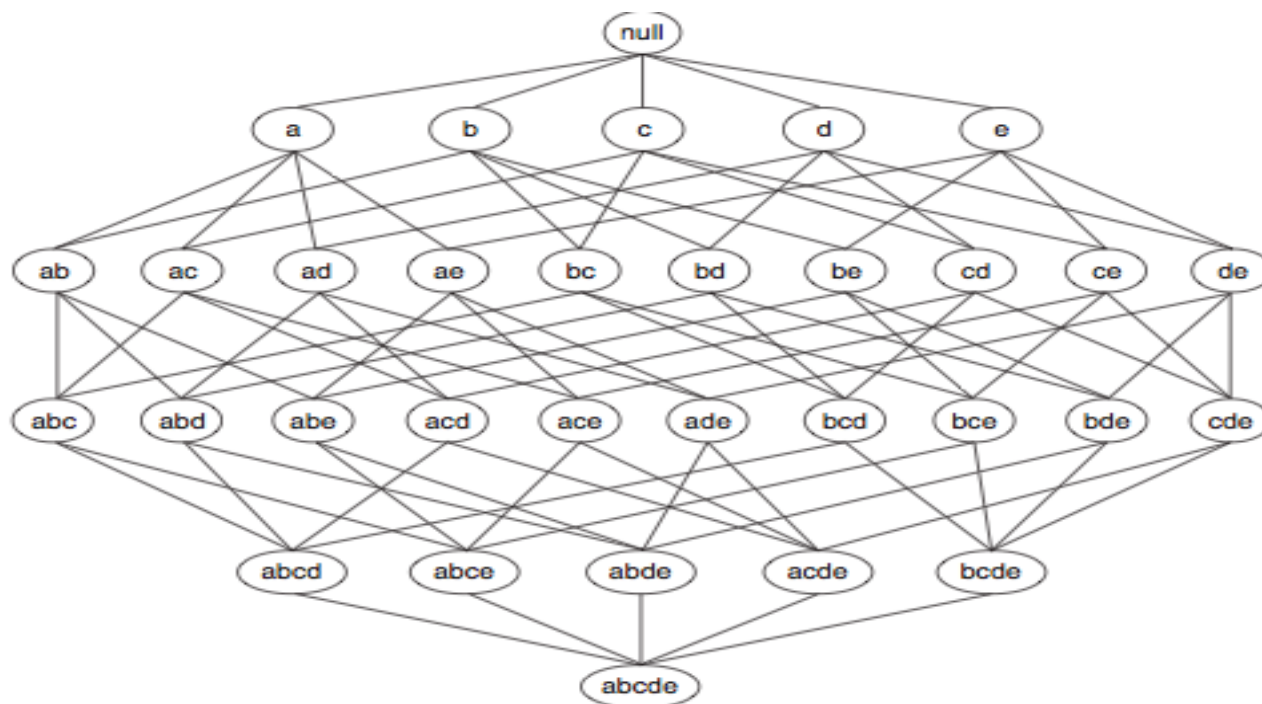 null
a b c d e
ab ac ad ae bc bd be cd ce de
abc abd abe acd ace ade bcd bce bde cde
abcd abce abde acde bcde
abcde